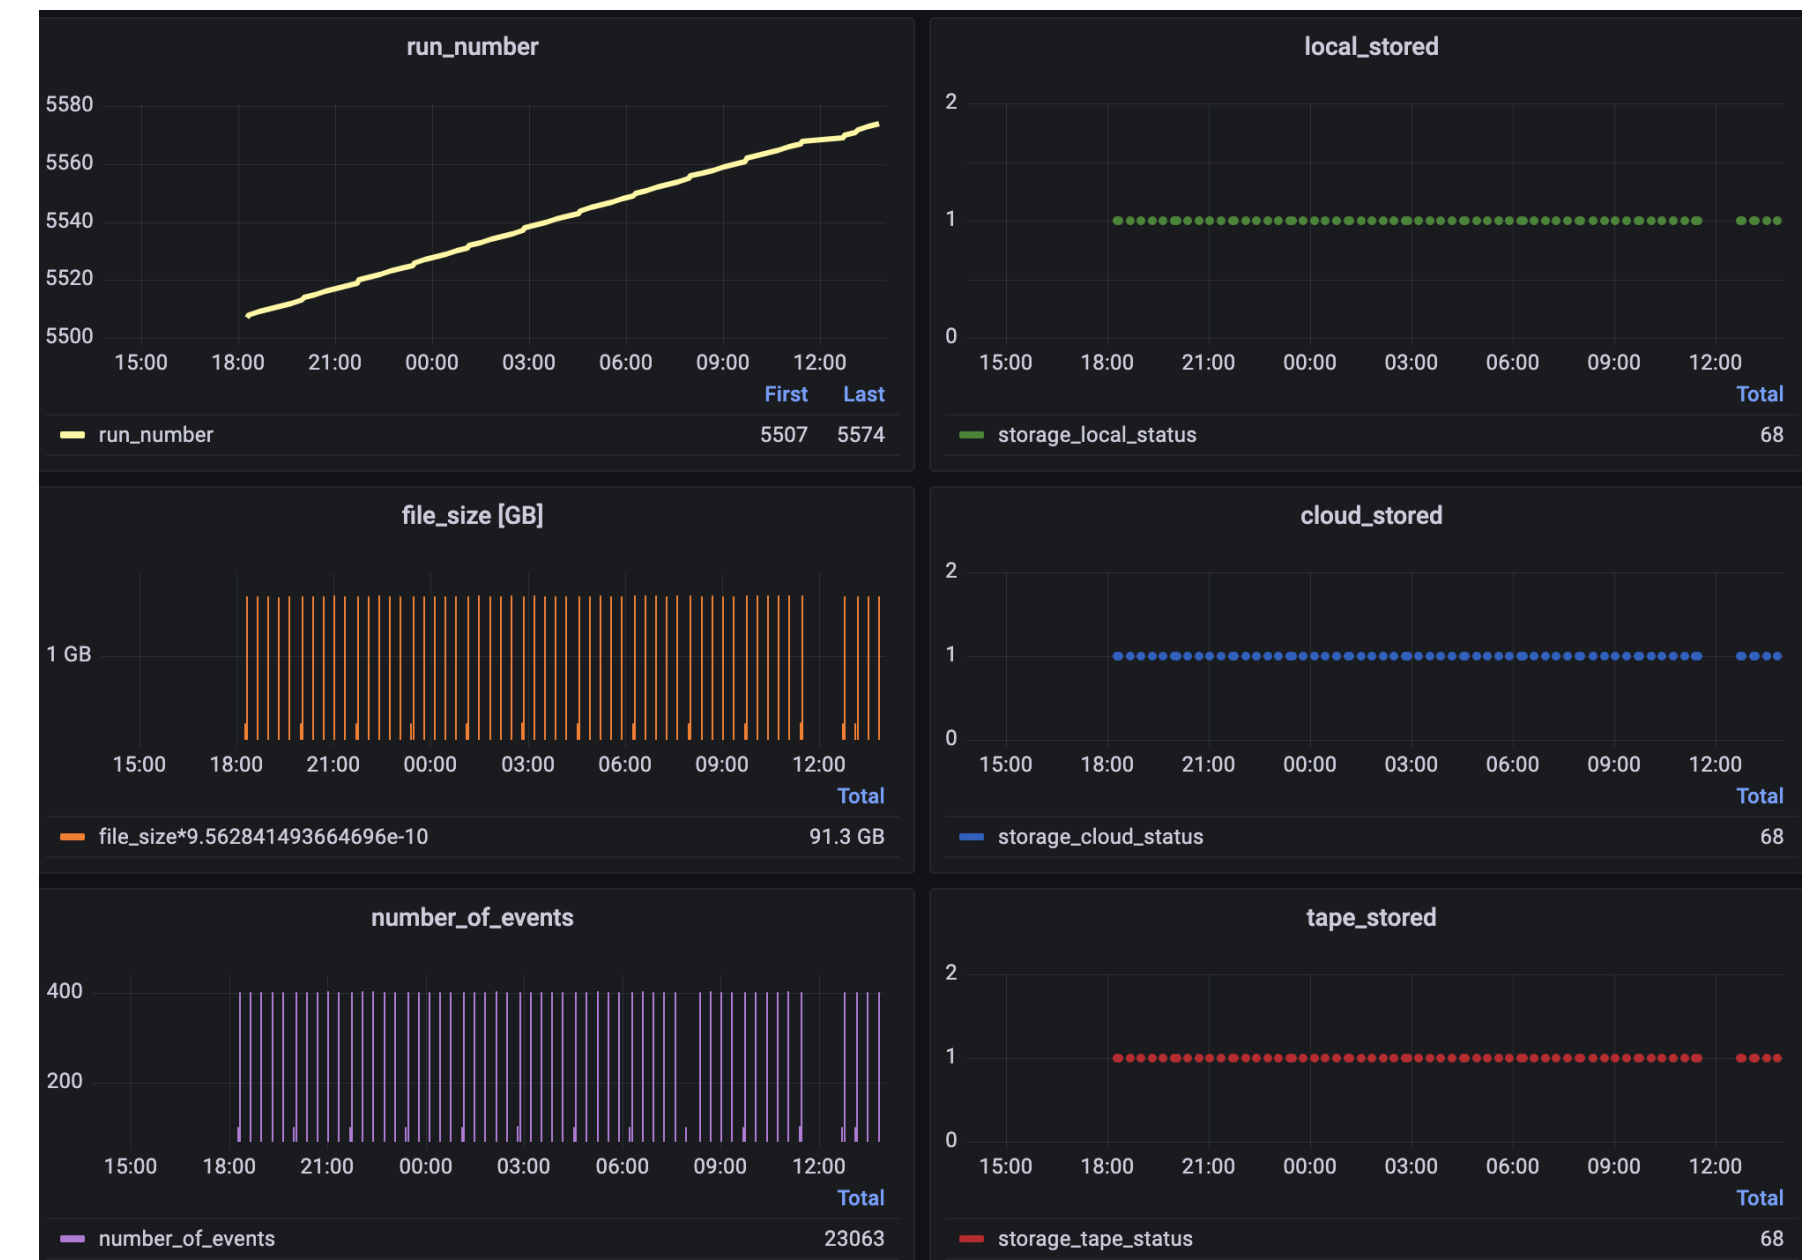 run_number
5580
5560
5540
5520
5500
15:00 18:00 21:00 00:00 03:00 06:00 09:00 12:00
First Last
run_number 5507 5574
local_stored
2
1
0
15:00 18:00 21:00 00:00 03:00 06:00 09:00 12:00
Total
storage_local_status 68
file_size [GB]
1 GB
15:00 18:00 21:00 00:00 03:00 06:00 09:00 12:00
Total
file_size*9.562841493664696e-10 91.3 GB
cloud_stored
2
1
0
15:00 18:00 21:00 00:00 03:00 06:00 09:00 12:00
Total
storage_cloud_status 68
number_of_events
400
200
15:00 18:00 21:00 00:00 03:00 06:00 09:00 12:00
Total
number_of_events 23063
tape_stored
2
1
0
15:00 18:00 21:00 00:00 03:00 06:00 09:00 12:00
Total
storage_tape_status 68